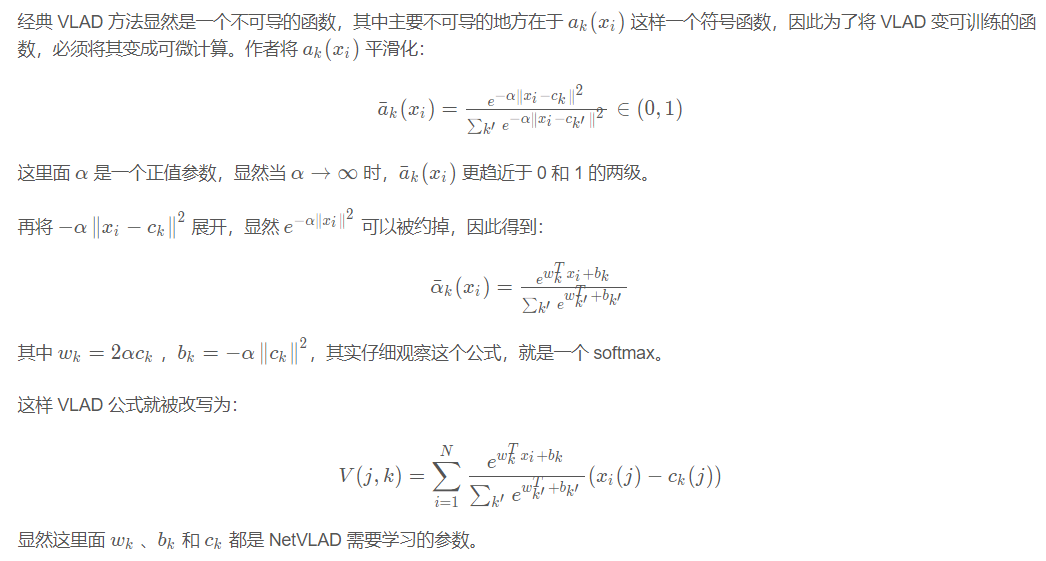 经典 VLAD 方法显然是一个不可导的函数，其中主要不可导的地方在于 $a_k(x_i)$ 这样一个符号函数，因此为了将 VLAD 变可训练的函
数，必须将其变成可微计算。作者将 $a_k(x_i)$ 平滑化：
$\bar{a}_k(x_i) = \frac{e^{-\alpha \|x_i - c_k\|^2}}{\sum_{k'} e^{-\alpha \|x_i - c_{k'}\|^2}} \in (0, 1)$
这里面 $\alpha$ 是一个正值参数，显然当 $\alpha \to \infty$ 时，$\bar{a}_k(x_i)$ 更趋近于 0 和 1 的两级。
再将 $-\alpha \|x_i - c_k\|^2$ 展开，显然 $e^{-\alpha \|x_i\|^2}$ 可以被约掉，因此得到：
$\bar{\alpha}_k(x_i) = \frac{e^{w_k^T x_i + b_k}}{\sum_{k'} e^{w_{k'}^T + b_{k'}}}$
其中 $w_k = 2\alpha c_k$ ，$b_k = -\alpha \|c_k\|^2$，其实仔细观察这个公式，就是一个 softmax。
这样 VLAD 公式就被改写为：
$V(j, k) = \sum_{i=1}^{N} \frac{e^{w_k^T x_i + b_k}}{\sum_{k'} e^{w_{k'}^T + b_{k'}}} (x_i(j) - c_k(j))$
显然这里面 $w_k$ 、$b_k$ 和 $c_k$ 都是 NetVLAD 需要学习的参数。